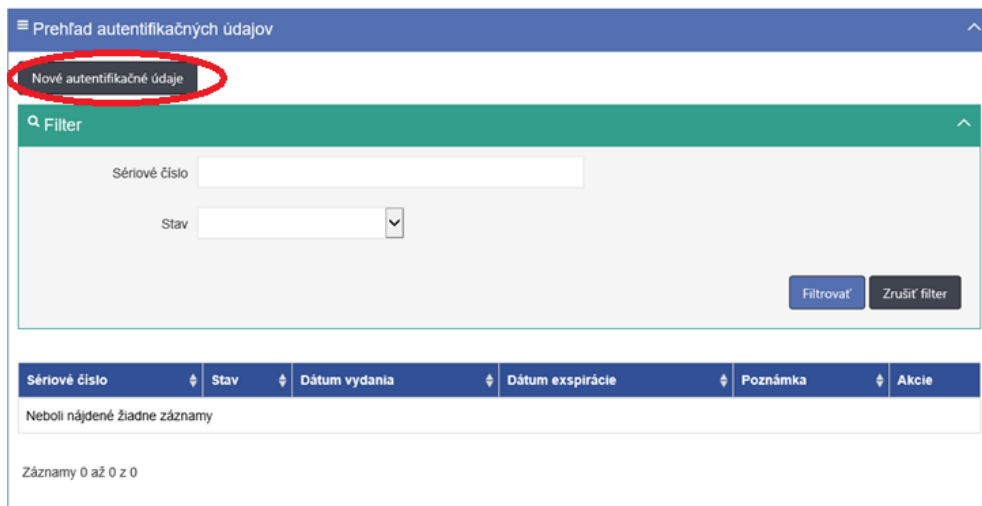 Prehľad autentifikačných údajov
Nové autentifikačné údaje
Filter
Sériové číslo
Stav
Filtrovať Zrušiť filter
Sériové číslo Stav Dátum vydania Dátum exspirácie Poznámka Akcie
Neboli nájdené žiadne záznamy
Záznamy 0 až 0 z 0